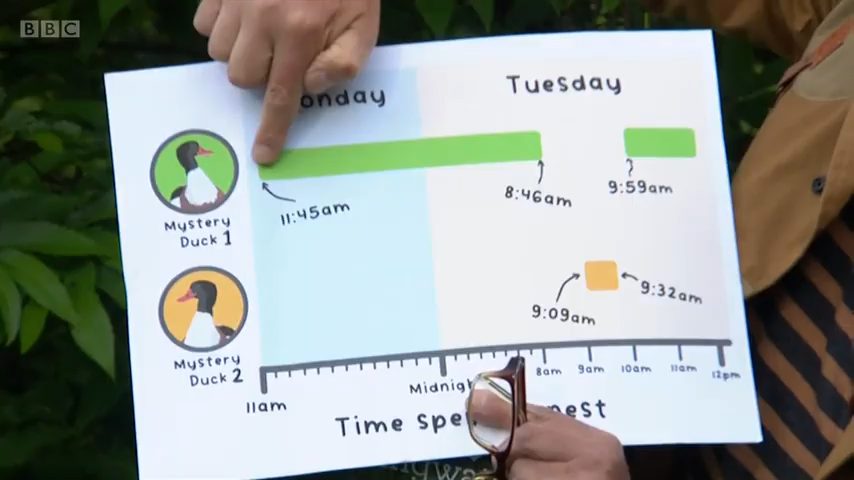 BBC
onday
Tuesday
11:45am
8:46am
9:59am
Mystery
Duck 1
9:09am
9:32am
Mystery
Duck 2
11am
Midnigh
8am
9am
10am
11am
12pm
Time spe nest